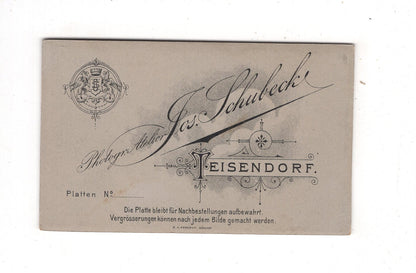 Photogr. Atelier Jos. Schubeck
TEISENDORF.
Platten No
Die Platte bleibt für Nachbestellungen aufbewahrt.
Vergrösserungen können nach jedem Bilde gemacht werden.